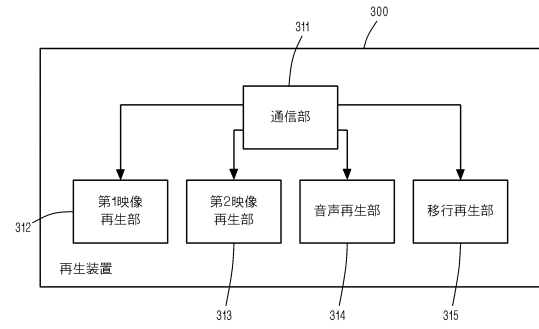 300
311
通信部
第1映像
再生部
第2映像
再生部
音声再生部
移行再生部
312
再生装置
313
314
315